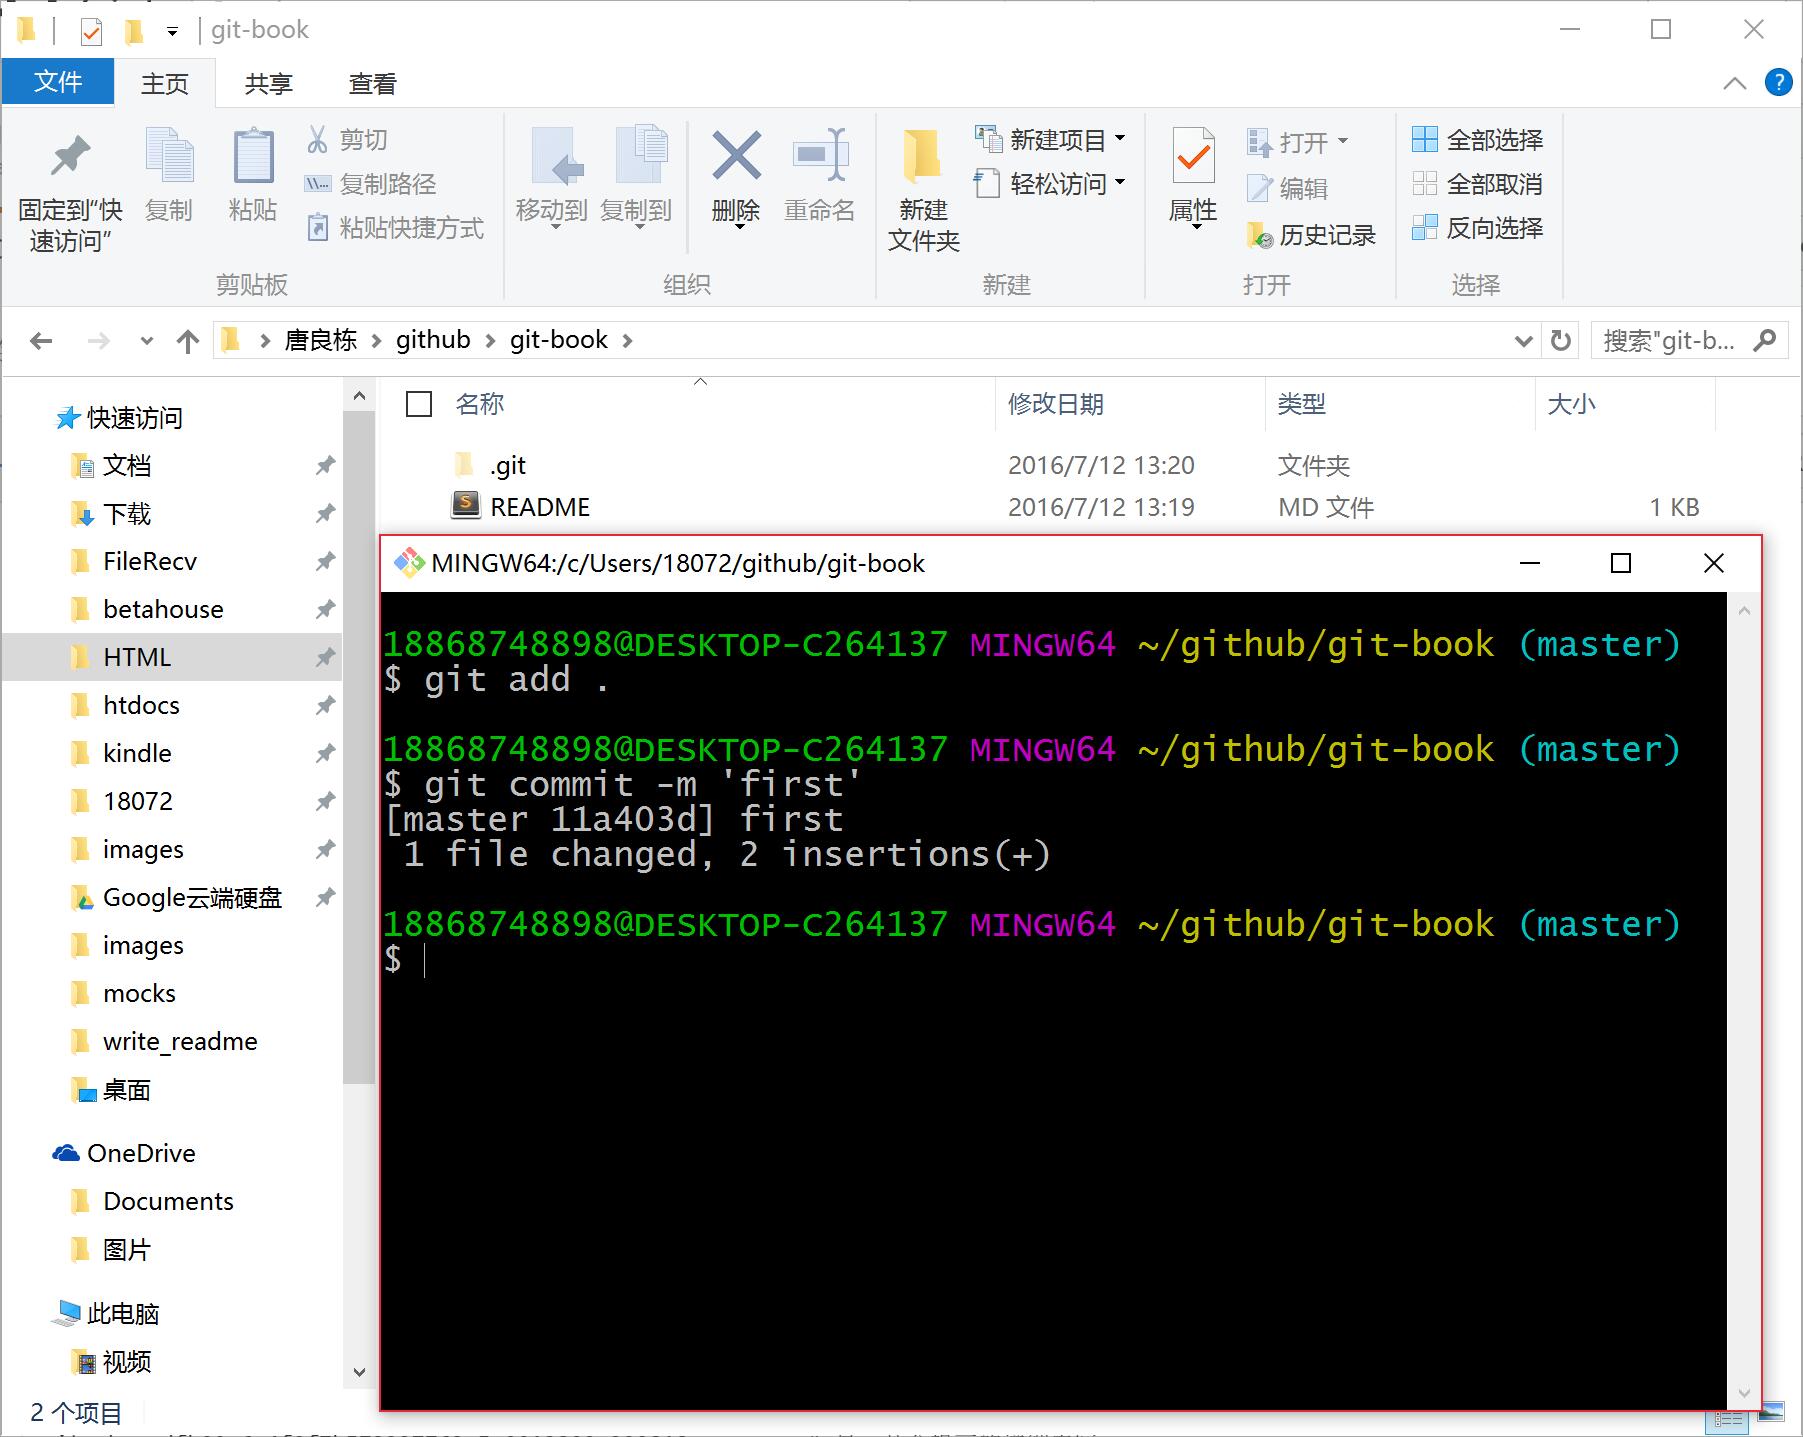 git-book
文件 主页 共享 查看
固定到“快速访问”
复制
粘贴
剪切
复制路径
粘贴快捷方式
剪贴板
移动到
复制到
删除
重命名
组织
新建文件夹
新建项目
轻松访问
新建
属性
打开
编辑
历史记录
打开
全部选择
全部取消
反向选择
选择
唐良栋 > github > git-book >
搜索"git-b...
快速访问
文档
下载
FileRecv
betahouse
HTML
htdocs
kindle
18072
images
Google云端硬盘
images
mocks
write_readme
桌面
OneDrive
Documents
图片
此电脑
视频
名称 修改日期 类型 大小
.git 2016/7/12 13:20 文件夹
README 2016/7/12 13:19 MD 文件 1 KB
MINGW64:/c/Users/18072/github/git-book
18868748898@DESKTOP-C264137 MINGW64 ~/github/git-book (master)
$ git add .
18868748898@DESKTOP-C264137 MINGW64 ~/github/git-book (master)
$ git commit -m 'first'
[master 11a403d] first
1 file changed, 2 insertions(+)
18868748898@DESKTOP-C264137 MINGW64 ~/github/git-book (master)
$
2 个项目